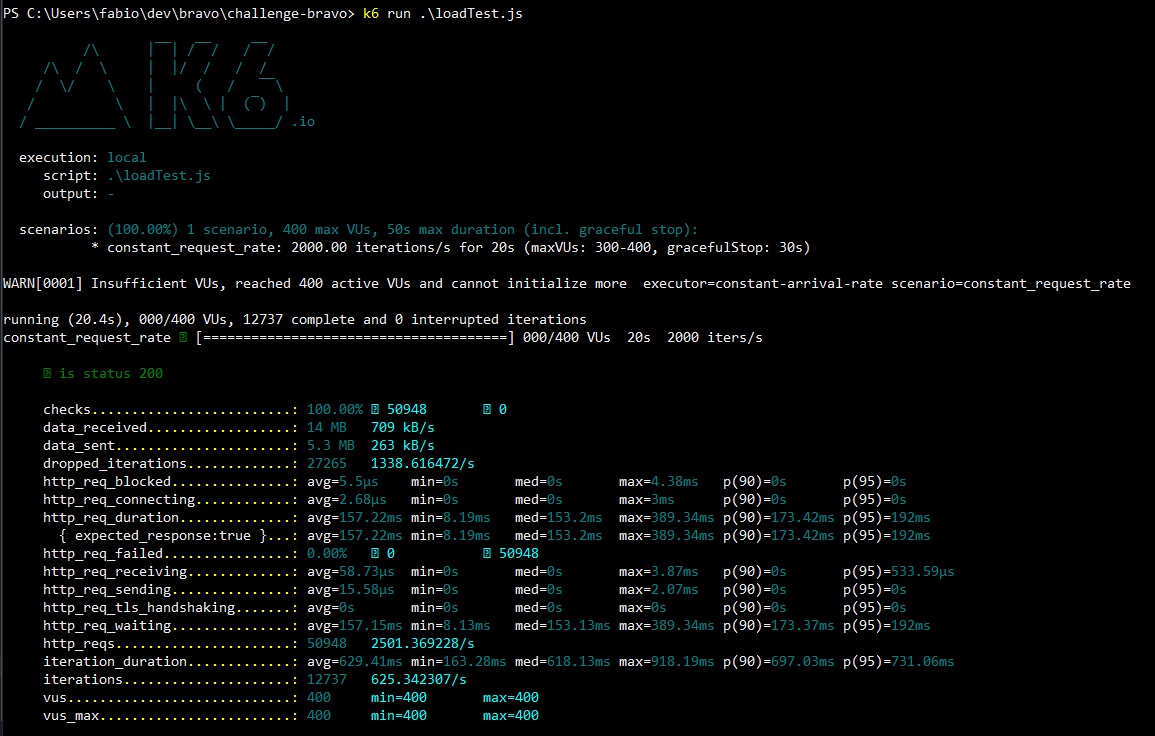 PS C:\Users\fabio\dev\bravo\challenge-bravo> k6 run .\loadTest.js
.io
execution: local
script: .\loadTest.js
output: -
scenarios: (100.00%) 1 scenario, 400 max VUs, 50s max duration (incl. graceful stop):
* constant_request_rate: 2000.00 iterations/s for 20s (maxVUs: 300-400, gracefulStop: 30s)
WARN[0001] Insufficient VUs, reached 400 active VUs and cannot initialize more  executor=constant-arrival-rate scenario=constant_request_rate
running (20.4s), 000/400 VUs, 12737 complete and 0 interrupted iterations
constant_request_rate [======================================] 000/400 VUs  20s  2000 iters/s
is status 200
checks.........................: 100.00% 50948 0
data_received..................: 14 MB 709 kB/s
data_sent......................: 5.3 MB 263 kB/s
dropped_iterations.............: 27265 1338.616472/s
http_req_blocked...............: avg=5.5µs min=0s med=0s max=4.38ms p(90)=0s p(95)=0s
http_req_connecting............: avg=2.68µs min=0s med=0s max=3ms p(90)=0s p(95)=0s
http_req_duration..............: avg=157.22ms min=8.19ms med=153.2ms max=389.34ms p(90)=173.42ms p(95)=192ms
{ expected_response:true }...: avg=157.22ms min=8.19ms med=153.2ms max=389.34ms p(90)=173.42ms p(95)=192ms
http_req_failed................: 0.00% 0 50948
http_req_receiving.............: avg=58.73µs min=0s med=0s max=3.87ms p(90)=0s p(95)=533.59µs
http_req_sending...............: avg=15.58µs min=0s med=0s max=2.07ms p(90)=0s p(95)=0s
http_req_tls_handshaking.......: avg=0s min=0s med=0s max=0s p(90)=0s p(95)=0s
http_req_waiting...............: avg=157.15ms min=8.13ms med=153.13ms max=389.34ms p(90)=173.37ms p(95)=192ms
http_reqs......................: 50948 2501.369228/s
iteration_duration.............: avg=629.41ms min=163.28ms med=618.13ms max=918.19ms p(90)=697.03ms p(95)=731.06ms
iterations.....................: 12737 625.342307/s
vus............................: 400 min=400 max=400
vus_max........................: 400 min=400 max=400